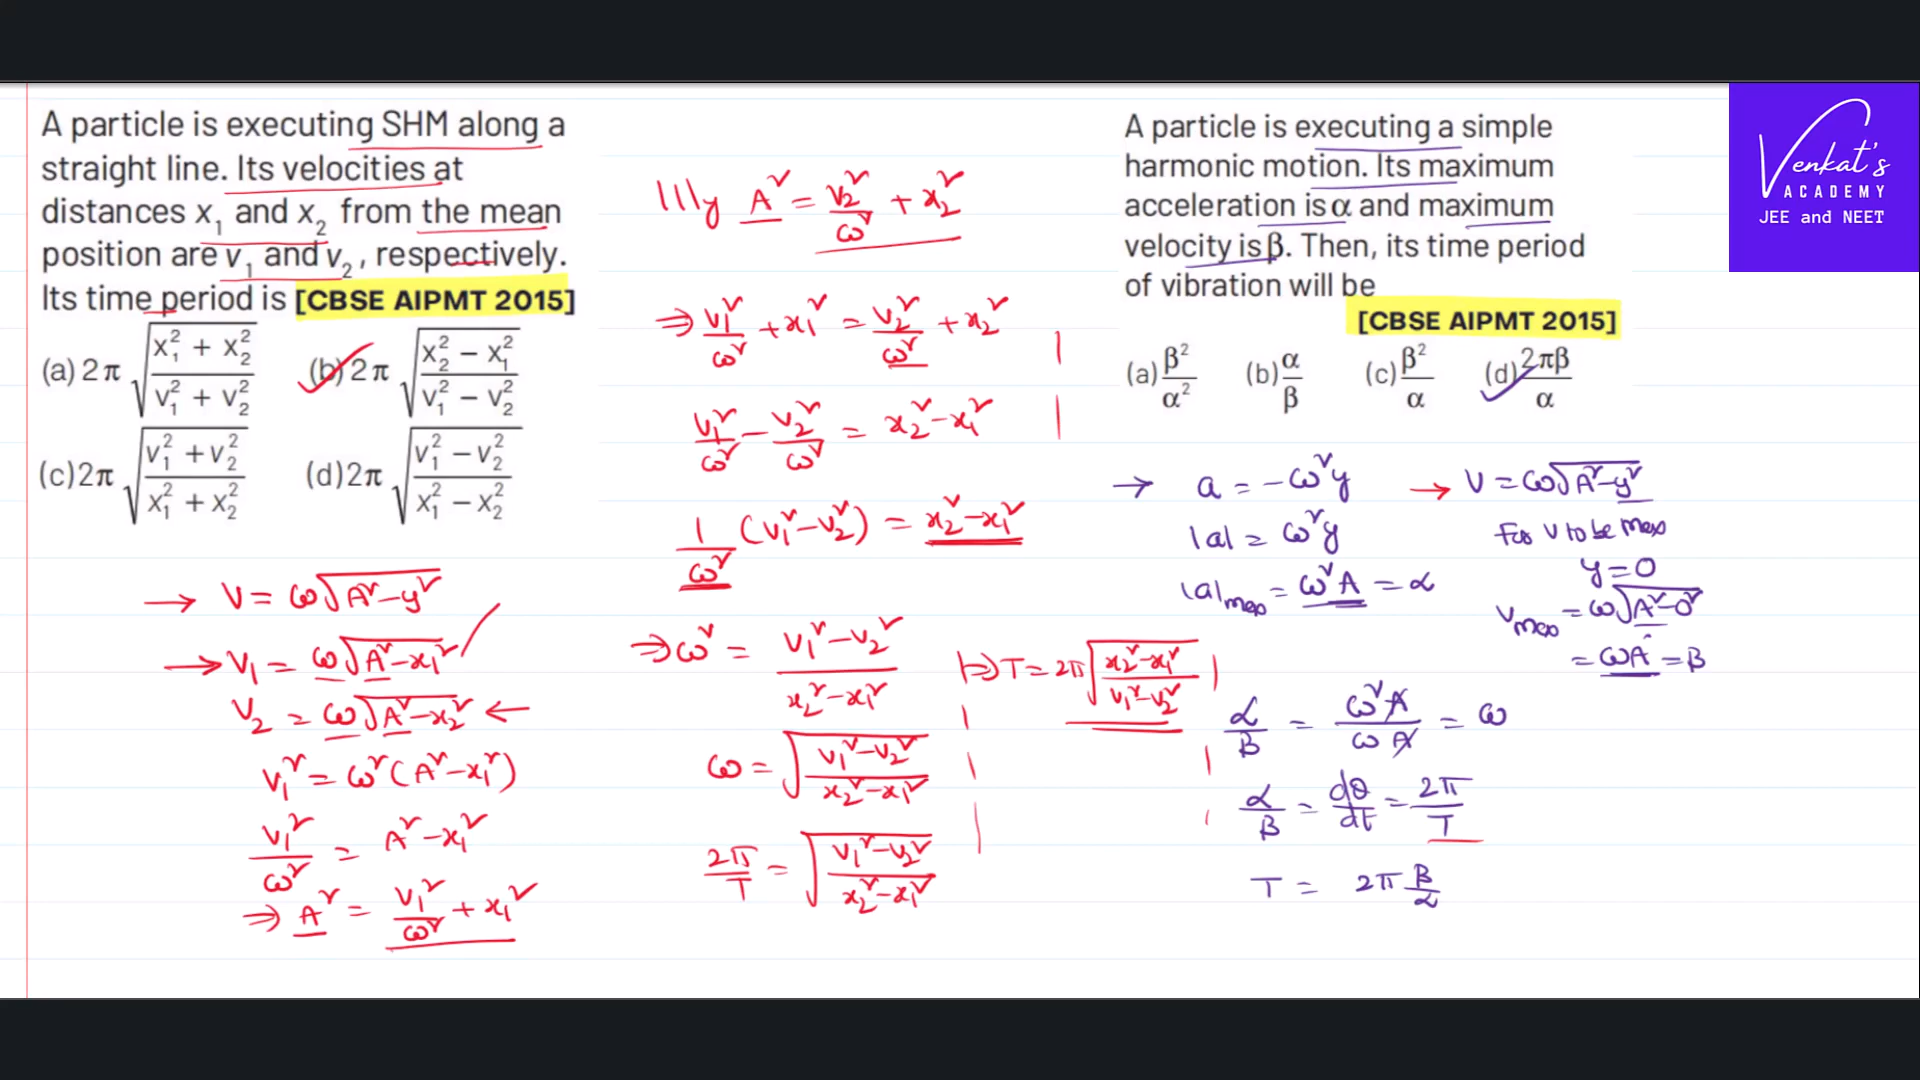 A particle is executing SHM along a
straight line. Its velocities at
distances x₁ and x₂ from the mean
position are v₁ and v₂, respectively.
Its time period is [CBSE AIPMT 2015]
(a) 2π √((x₁² + x₂²)/(v₁² + v₂²)) (b) 2π √((x₂² − x₁²)/(v₁² − v₂²))
(c) 2π √((v₁² + v₂²)/(x₁² + x₂²)) (d) 2π √((v₁² − v₂²)/(x₁² − x₂²))
→ V = ω√(A² − y²)
→ V₁ = ω√(A² − x₁²)
V₂ = ω√(A² − x₂²) ←
V₁² = ω²(A² − x₁²)
V₁²/ω² = A² − x₁²
⇒ A² = V₁²/ω² + x₁²
|||ly A² = V₂²/ω² + x₂²
⇒ V₁²/ω² + x₁² = V₂²/ω² + x₂²
V₁²/ω² − V₂²/ω² = x₂² − x₁²
1/ω² (V₁² − V₂²) = x₂² − x₁²
⇒ ω² = (V₁² − V₂²)/(x₂² − x₁²)
ω = √((V₁² − V₂²)/(x₂² − x₁²))
2π/T = √((V₁² − V₂²)/(x₂² − x₁²))
⇒ T = 2π √((x₂² − x₁²)/(V₁² − V₂²))
A particle is executing a simple
harmonic motion. Its maximum
acceleration is α and maximum
velocity is β. Then, its time period
of vibration will be
[CBSE AIPMT 2015]
(a) β²/α² (b) α/β (c) β²/α (d) 2πβ/α
→ a = −ω²y
|a| = ω²y
|a|max = ω²A = α
→ V = ω√(A² − y²)
For V to be max
y = 0
Vmax = ω√(A² − 0²)
= ωA = β
α/β = ω²A/ωA = ω
α/β = dθ/dt = 2π/T
T = 2π β/α
Venkat's
ACADEMY
JEE and NEET